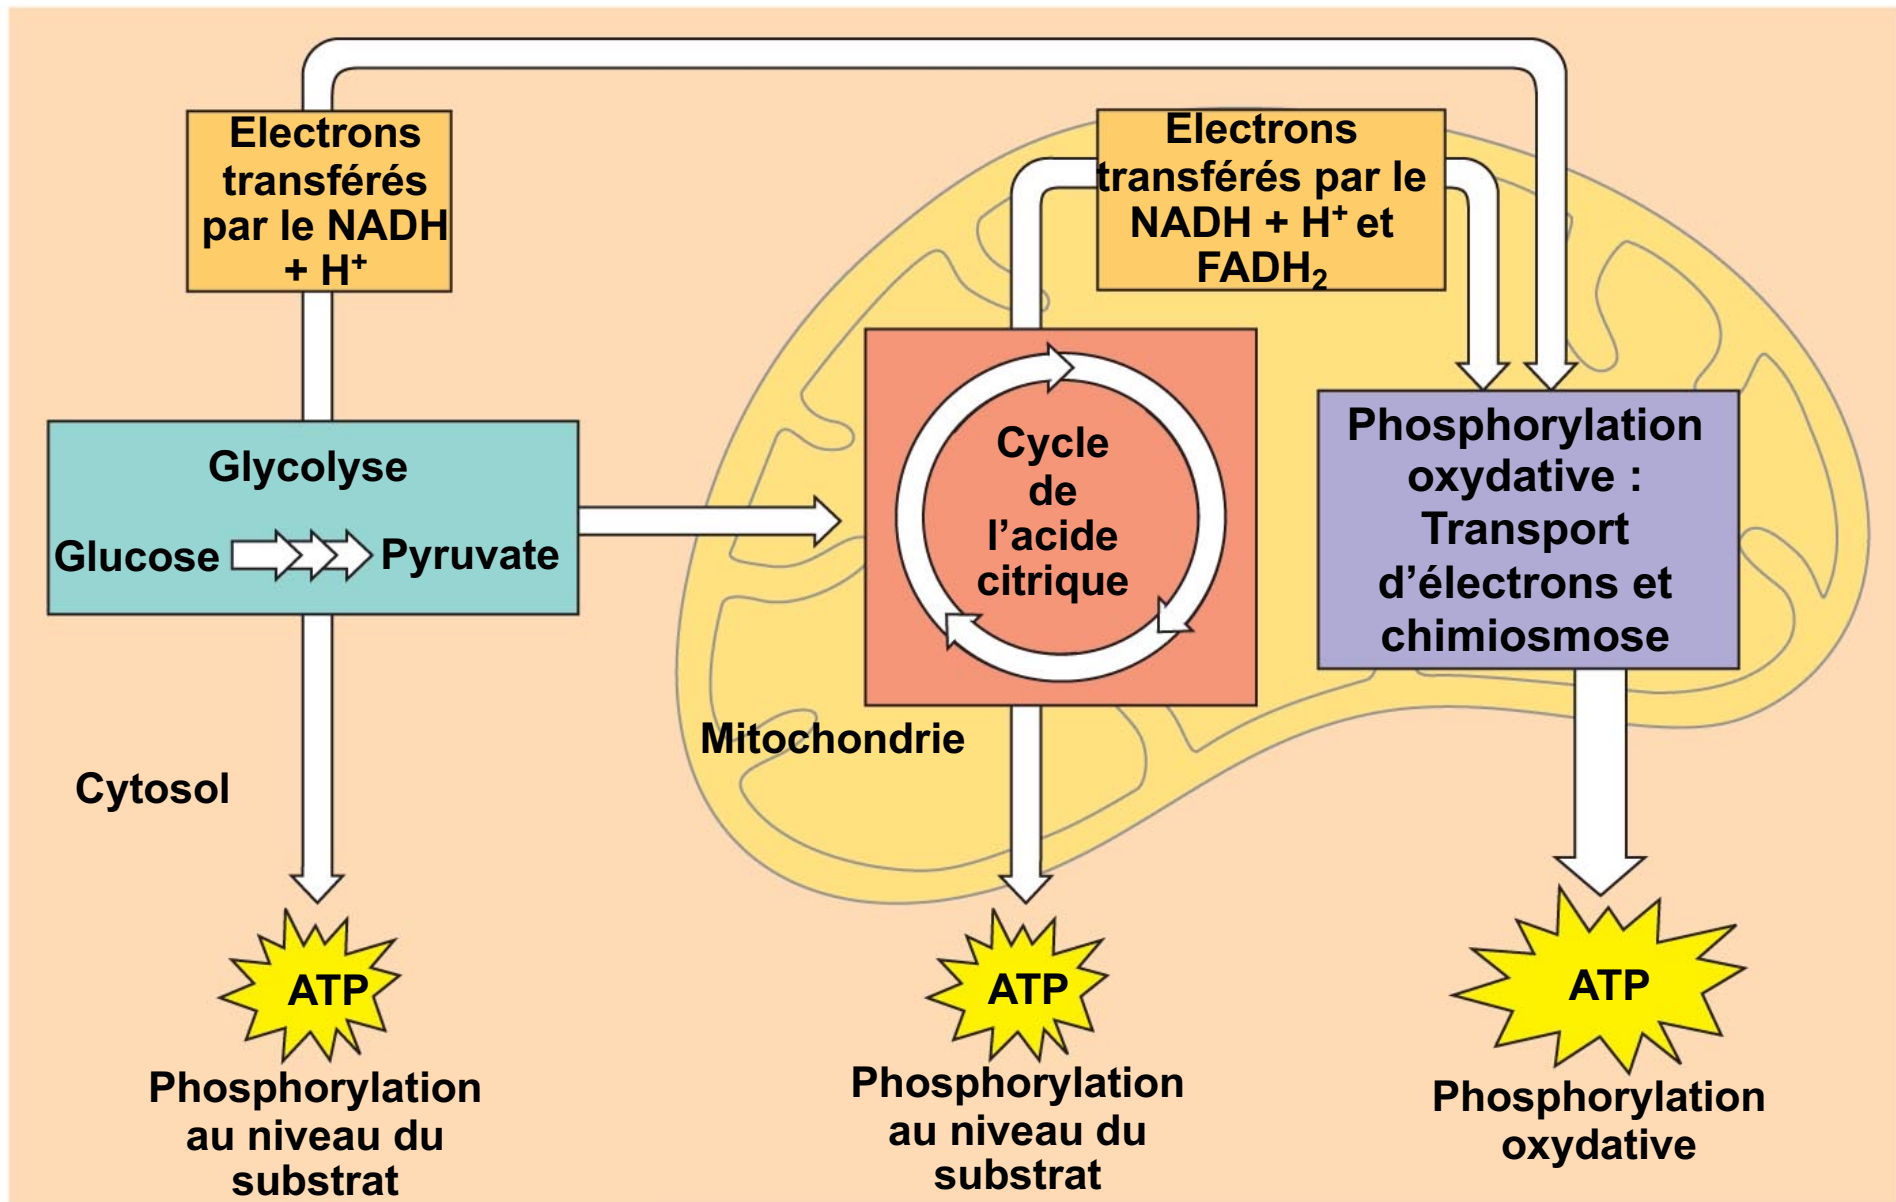 Electrons
transférés
par le NADH
+ H⁺
Electrons
transférés par le
NADH + H⁺ et
FADH₂
Glycolyse
Glucose Pyruvate
Cycle
de
l’acide
citrique
Phosphorylation
oxydative :
Transport
d’électrons et
chimiosmose
Mitochondrie
Cytosol
ATP
ATP
ATP
Phosphorylation
au niveau du
substrat
Phosphorylation
au niveau du
substrat
Phosphorylation
oxydative